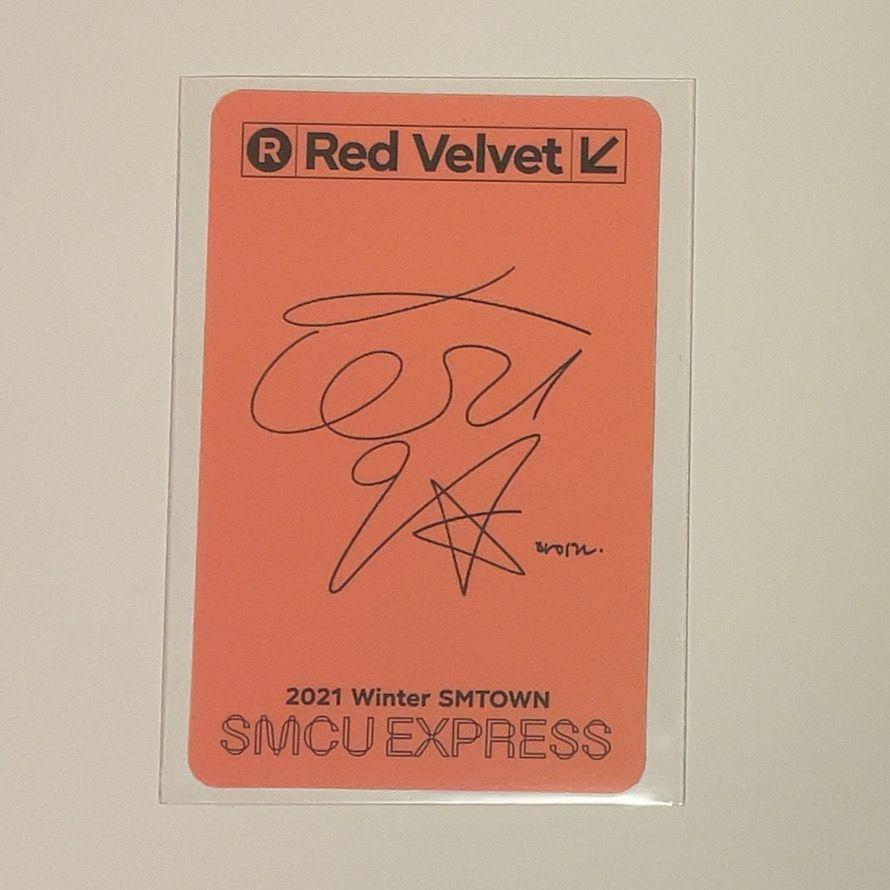 R Red Velvet
2021 Winter SMTOWN
SMCU EXPRESS